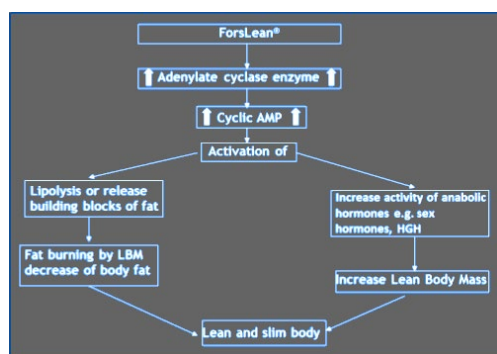 ForsLean®
Adenylate cyclase enzyme
Cyclic AMP
Activation of
Lipolysis or release
building blocks of fat
Increase activity of anabolic
hormones e.g. sex
hormones, HGH
Fat burning by LBM
decrease of body fat
Increase Lean Body Mass
Lean and slim body